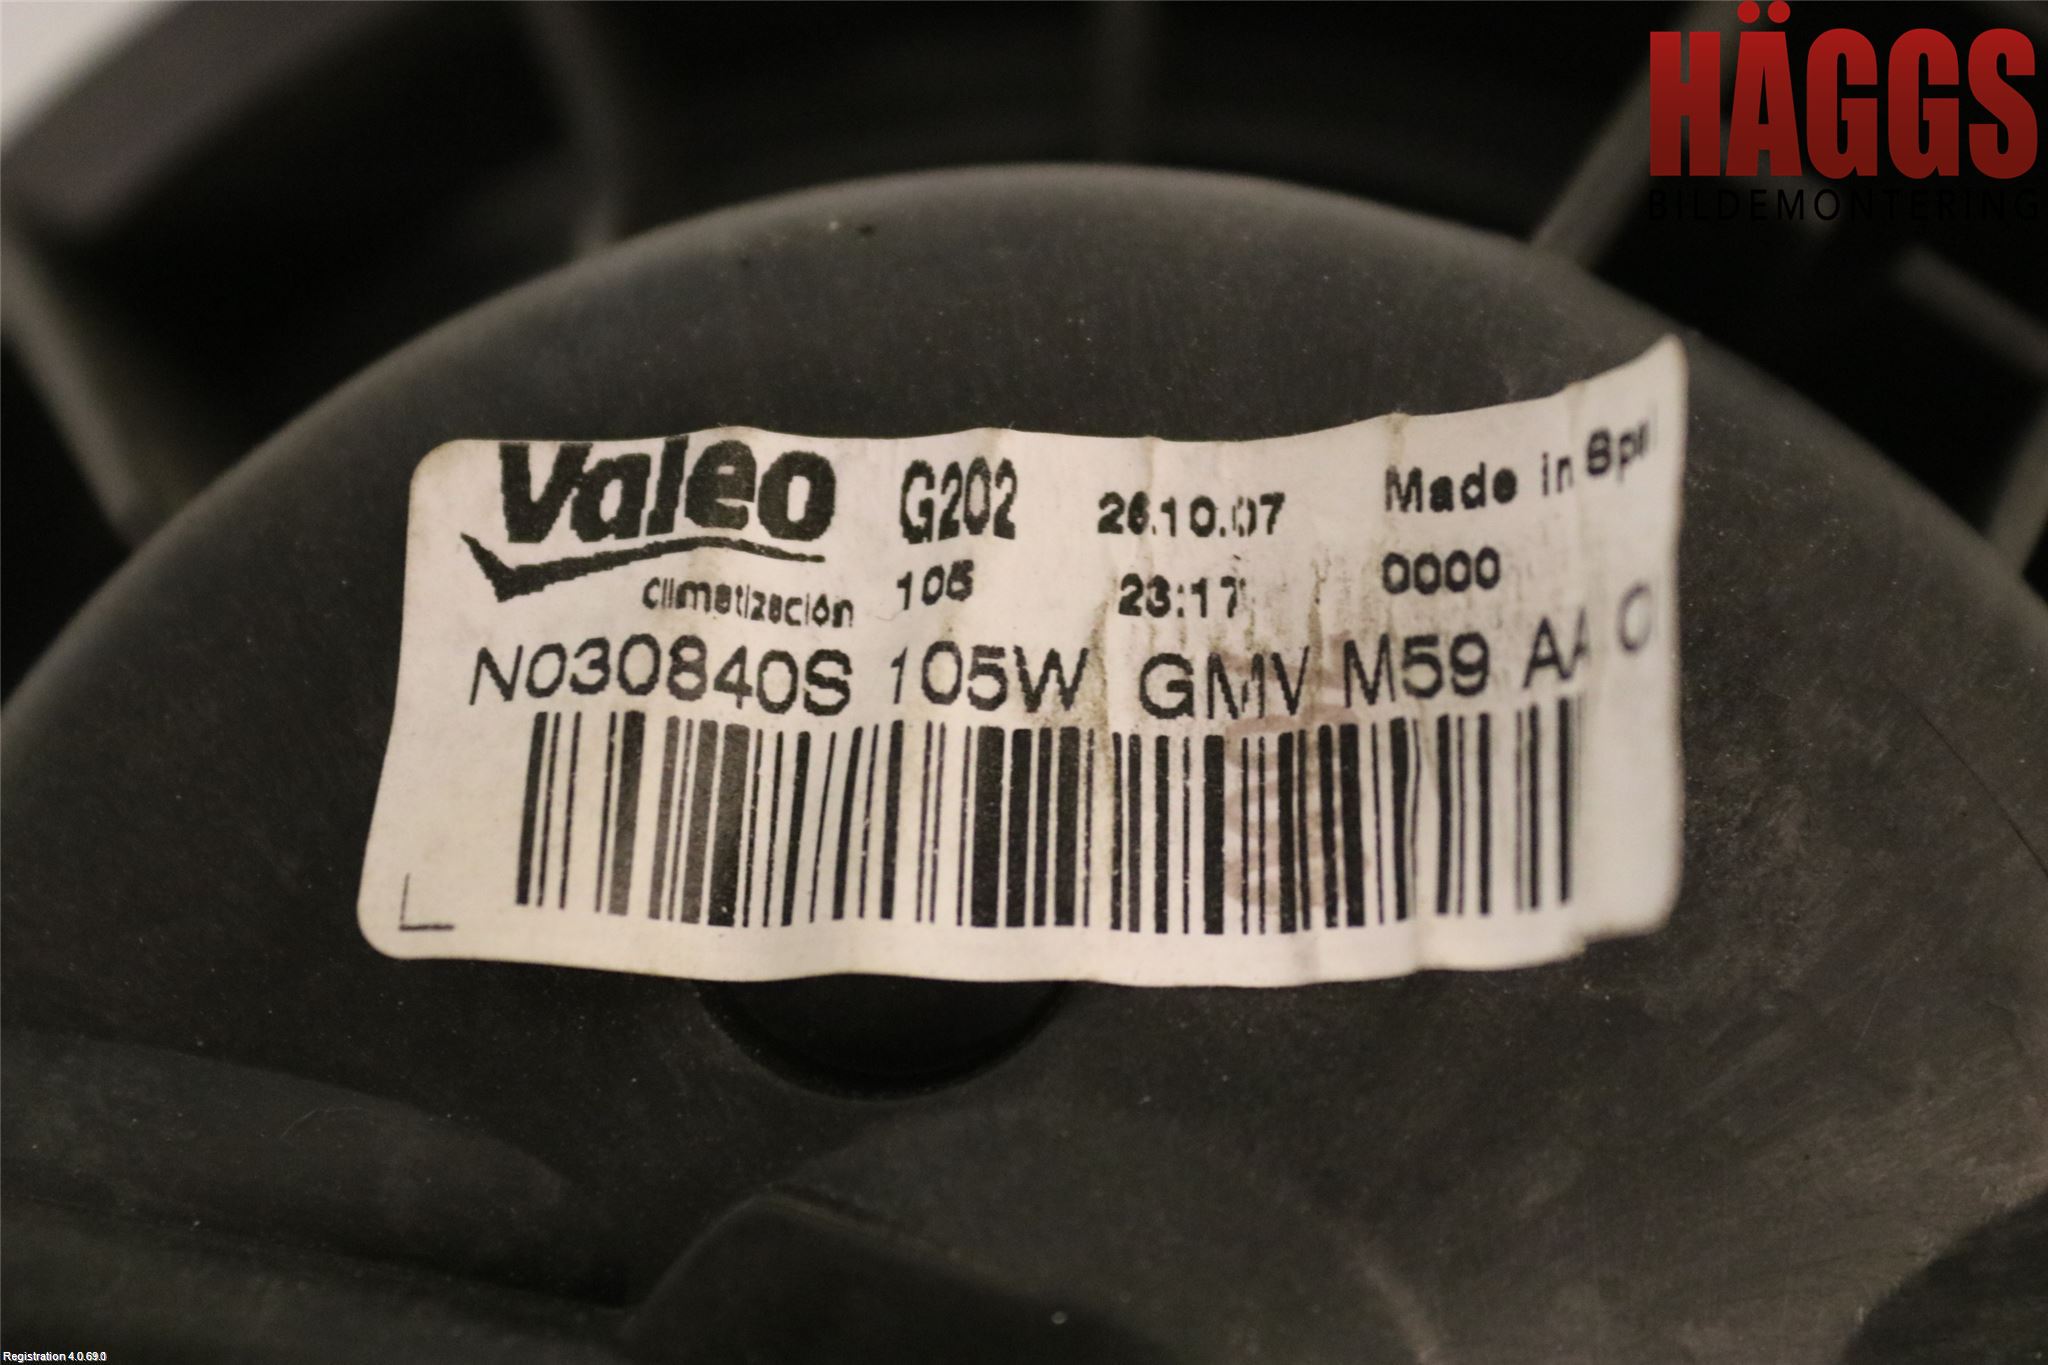 HÄGGS
BILDEMONTERING
Valeo G202 26.10.07 Made in
Climatización 105 23:17 0000
N030840S 105W GMV M59 AA
Registration 4.0.69.0